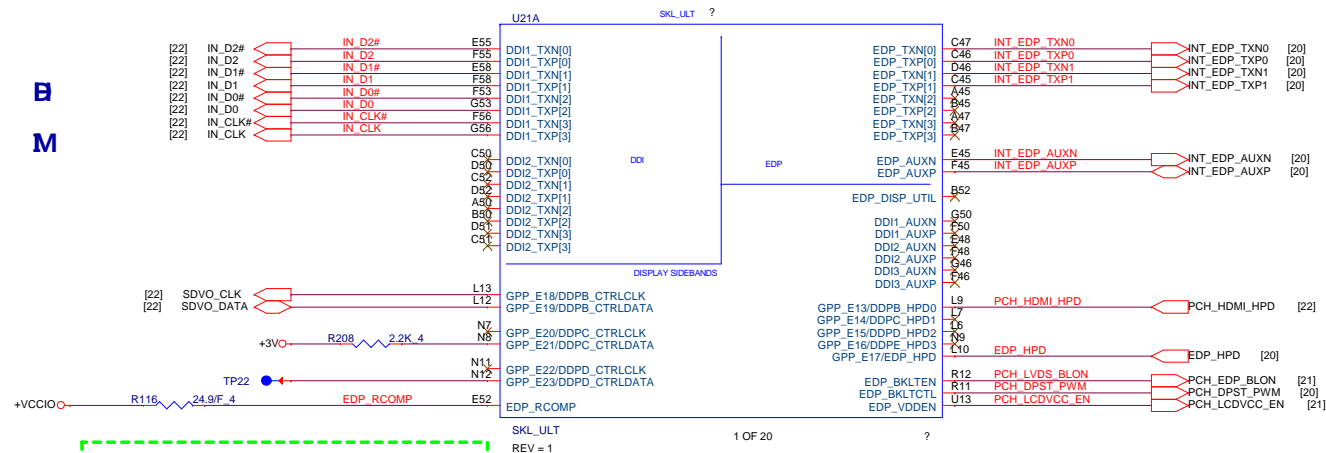 U21A SKL_ULT ?
[22] IN_D2# IN_D2# E55 DDI1_TXN[0] EDP_TXN[0] C47 INT_EDP_TXN0 INT_EDP_TXN0 [20]
[22] IN_D2 IN_D2 F55 DDI1_TXP[0] EDP_TXP[0] C46 INT_EDP_TXP0 INT_EDP_TXP0 [20]
[22] IN_D1# IN_D1# E58 DDI1_TXN[1] EDP_TXN[1] D46 INT_EDP_TXN1 INT_EDP_TXN1 [20]
[22] IN_D1 IN_D1 F58 DDI1_TXP[1] EDP_TXP[1] C45 INT_EDP_TXP1 INT_EDP_TXP1 [20]
[22] IN_D0# IN_D0# F53 DDI1_TXN[2] EDP_TXN[2] A45
[22] IN_D0 IN_D0 G53 DDI1_TXP[2] EDP_TXP[2] B45
[22] IN_CLK# IN_CLK# F56 DDI1_TXN[3] EDP_TXN[3] A47
[22] IN_CLK IN_CLK G56 DDI1_TXP[3] EDP_TXP[3] B47
C50 DDI2_TXN[0] DDI EDP EDP_AUXN E45 INT_EDP_AUXN INT_EDP_AUXN [20]
D50 DDI2_TXP[0] EDP_AUXP F45 INT_EDP_AUXP INT_EDP_AUXP [20]
C52 DDI2_TXN[1]
D52 DDI2_TXP[1] EDP_DISP_UTIL B52
A50 DDI2_TXN[2]
B50 DDI2_TXP[2] DDI1_AUXN G50
D51 DDI2_TXN[3] DDI1_AUXP F50
C51 DDI2_TXP[3] DDI2_AUXN E48
DDI2_AUXP F48
DISPLAY SIDEBANDS DDI3_AUXN G46
DDI3_AUXP F46
[22] SDVO_CLK L13 GPP_E18/DDPB_CTRLCLK
[22] SDVO_DATA L12 GPP_E19/DDPB_CTRLDATA GPP_E13/DDPB_HPD0 L9 PCH_HDMI_HPD PCH_HDMI_HPD [22]
GPP_E14/DDPC_HPD1 L7
N7 GPP_E20/DDPC_CTRLCLK GPP_E15/DDPD_HPD2 L6
+3V R208 2.2K_4 N8 GPP_E21/DDPC_CTRLDATA GPP_E16/DDPE_HPD3 N9
GPP_E17/EDP_HPD L10 EDP_HPD EDP_HPD [20]
N11 GPP_E22/DDPD_CTRLCLK
TP22 N12 GPP_E23/DDPD_CTRLDATA EDP_BKLTEN R12 PCH_LVDS_BLON PCH_EDP_BLON [21]
EDP_BKLTCTL R11 PCH_DPST_PWM PCH_DPST_PWM [20]
+VCCIO R116 24.9/F_4 EDP_RCOMP E52 EDP_RCOMP EDP_VDDEN U13 PCH_LCDVCC_EN PCH_LCDVCC_EN [21]
SKL_ULT 1 OF 20 ?
REV = 1